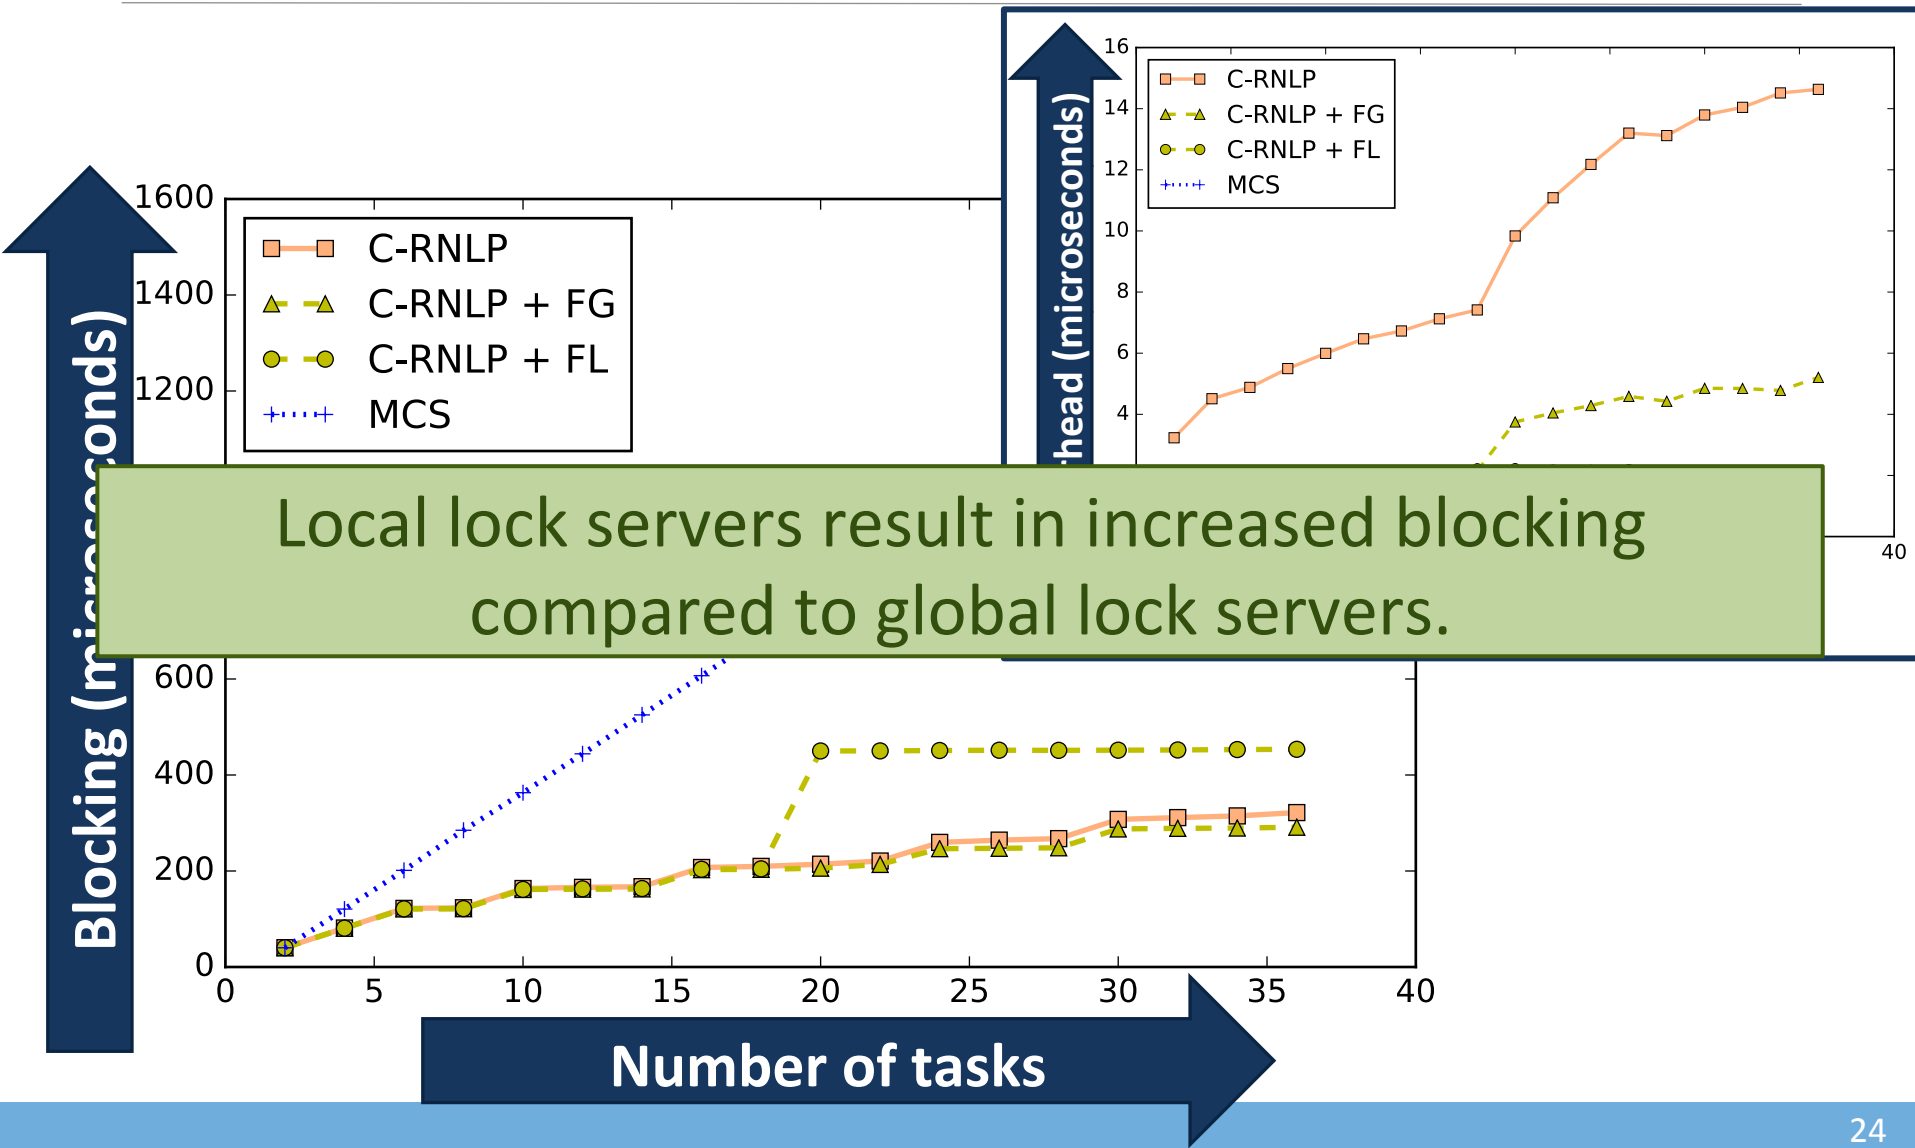 16
14
12
10
8
6
4
40
C-RNLP
C-RNLP + FG
C-RNLP + FL
MCS
(microseconds)
1600
1400
1200
600
400
200
0
C-RNLP
C-RNLP + FG
C-RNLP + FL
MCS
Blocking (microseconds)
Local lock servers result in increased blocking
compared to global lock servers.
0 5 10 15 20 25 30 35 40
Number of tasks
24